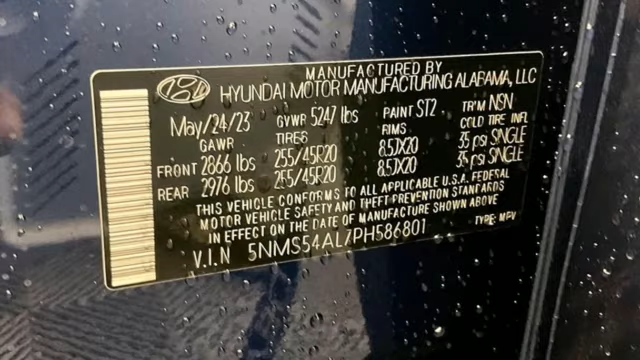 MANUFACTURED BY
HYUNDAI MOTOR MANUFACTURING ALABAMA, LLC
May/24/23 GVWR 5247 lbs PAINT ST2 TR'M NSN
GAWR TIRES RIMS COLD TIRE INFL
FRONT 2866 lbs 255/45R20 8.5JX20 35 psi SINGLE
REAR 2976 lbs 255/45R20 8.5JX20 35 psi SINGLE
THIS VEHICLE CONFORMS TO ALL APPLICABLE U.S.A. FEDERAL
MOTOR VEHICLE SAFETY AND THEFT PREVENTION STANDARDS
IN EFFECT ON THE DATE OF MANUFACTURE SHOWN ABOVE
V.I.N 5NMS54AL7PH586801 TYPE: MPV